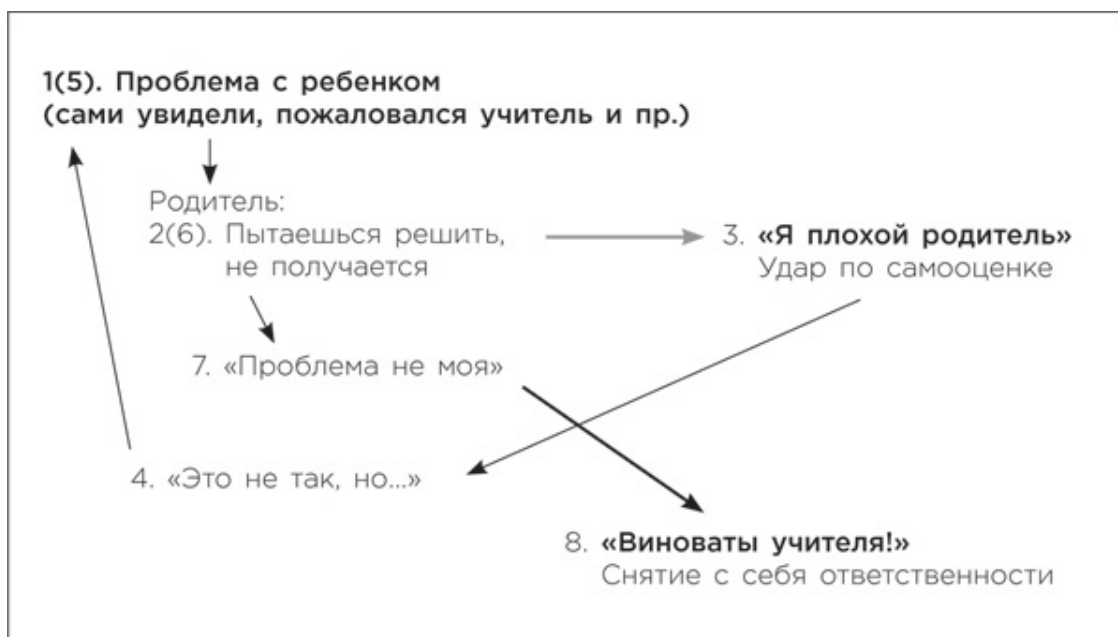 1(5). Проблема с ребенком
(сами увидели, пожаловался учитель и пр.)
Родитель:
2(6). Пытаешься решить,
не получается
3. «Я плохой родитель»
Удар по самооценке
7. «Проблема не моя»
4. «Это не так, но...»
8. «Виноваты учителя!»
Снятие с себя ответственности